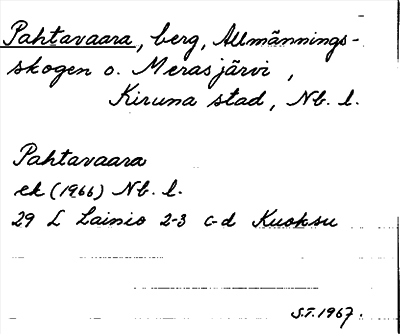 Pahtavaara, berg, Allmännings-
skogen o. Merasjärvi,
Kiruna stad, Nb. l.
Pahtavaara
ek (1966) Nb. l.
29 L Lainio 2-3 c-d Kuoksu
S.F. 1967.